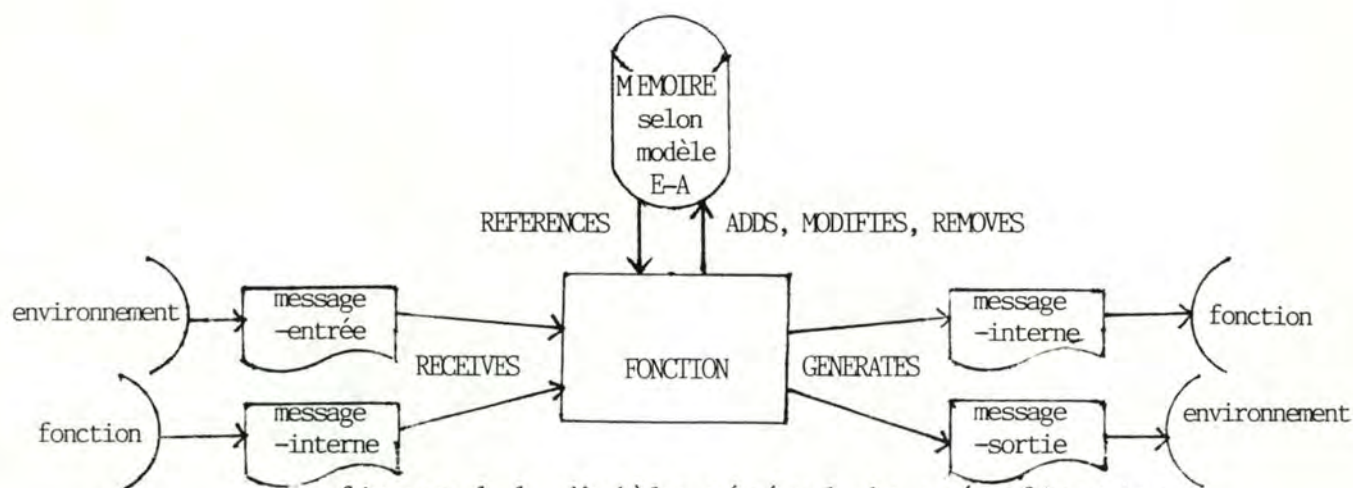 MEMOIRE
selon
modèle
E-A
REFERENCES
ADDS, MODIFIES, REMOVES
environnement
message
-entrée
RECEIVES
fonction
message
-interne
FONCTION
GENERATES
message
-interne
fonction
message
-sortie
environnement